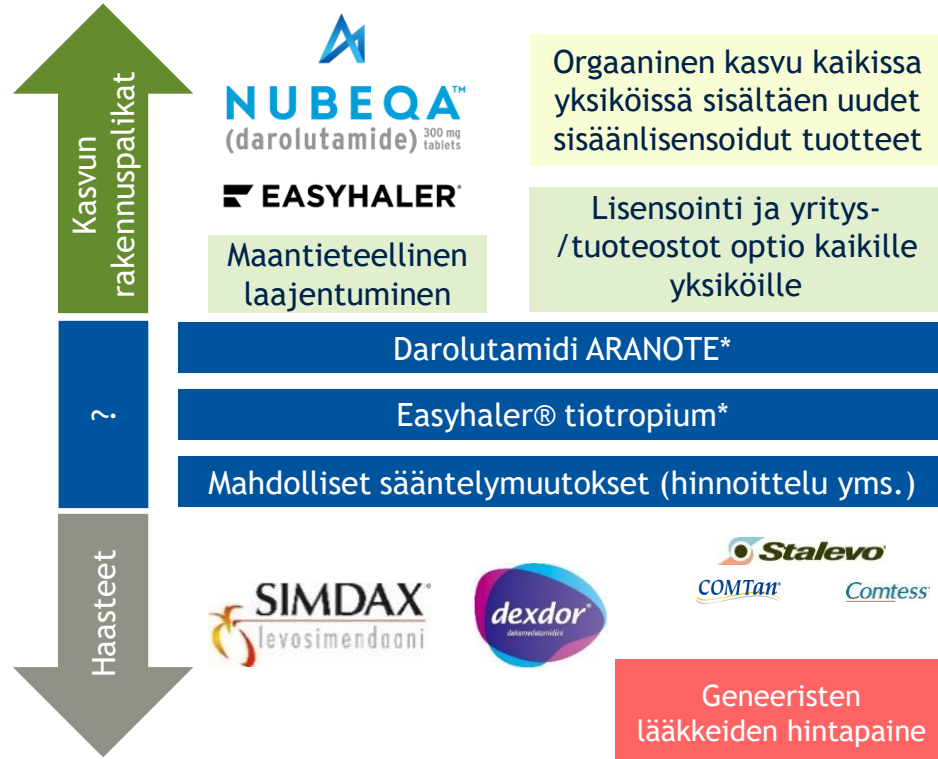 Kasvun
rakennuspalikat
NUBEQA™
(darolutamide) 300 mg
tablets
EASYHALER®
Maantieteellinen
laajentuminen
Orgaaninen kasvu kaikissa
yksiköissä sisältäen uudet
sisäänlisensoidut tuotteet
Lisensointi ja yritys-
/tuoteostot optio kaikille
yksiköille
?
Darolutamidi ARANOTE*
Easyhaler® tiotropium*
Mahdolliset sääntelymuutokset (hinnoittelu yms.)
Haasteet
SIMDAX®
levosimendaani
dexdor®
deksmedetomidiini
Stalevo®
COMTan®
Comtess®
Geneeristen
lääkkeiden hintapaine